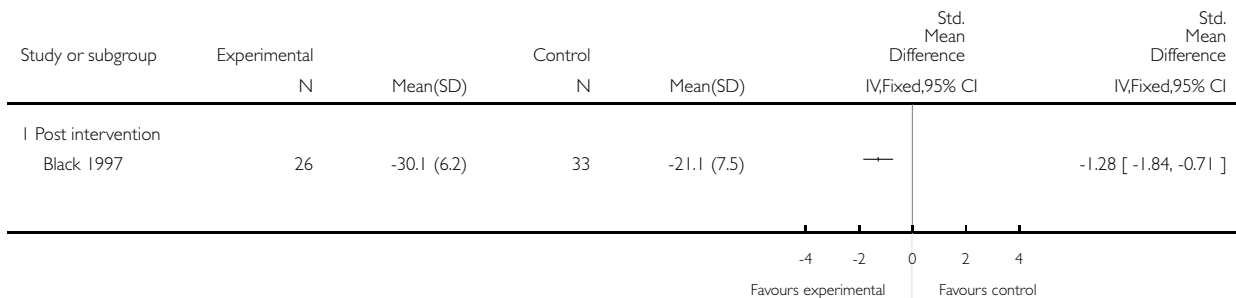 Std.
Mean
Difference
Std.
Mean
Difference
Study or subgroup Experimental Control
N Mean(SD) N Mean(SD) IV,Fixed,95% CI IV,Fixed,95% CI
1 Post intervention
Black 1997 26 -30.1 (6.2) 33 -21.1 (7.5) -1.28 [ -1.84, -0.71 ]
-4 -2 0 2 4
Favours experimental Favours control